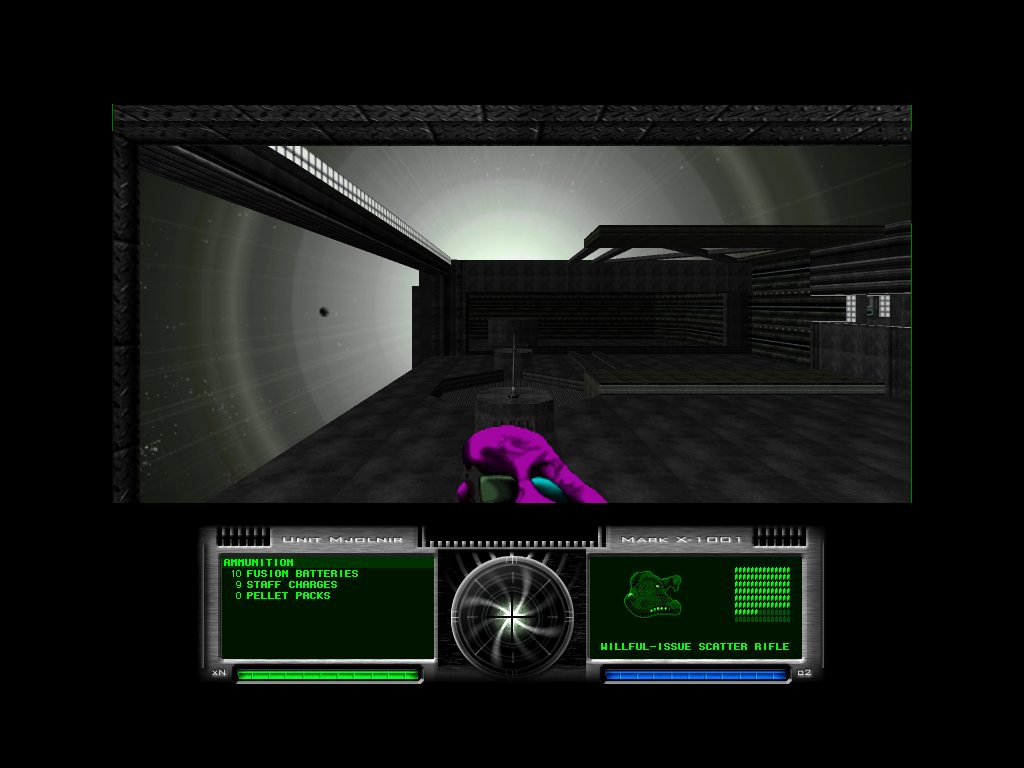 Unit Mjolnir
Mark X-1001
AMMUNITION
10 FUSION BATTERIES
9 STAFF CHARGES
0 PELLET PACKS
WILLFUL-ISSUE SCATTER RIFLE
xN
o2